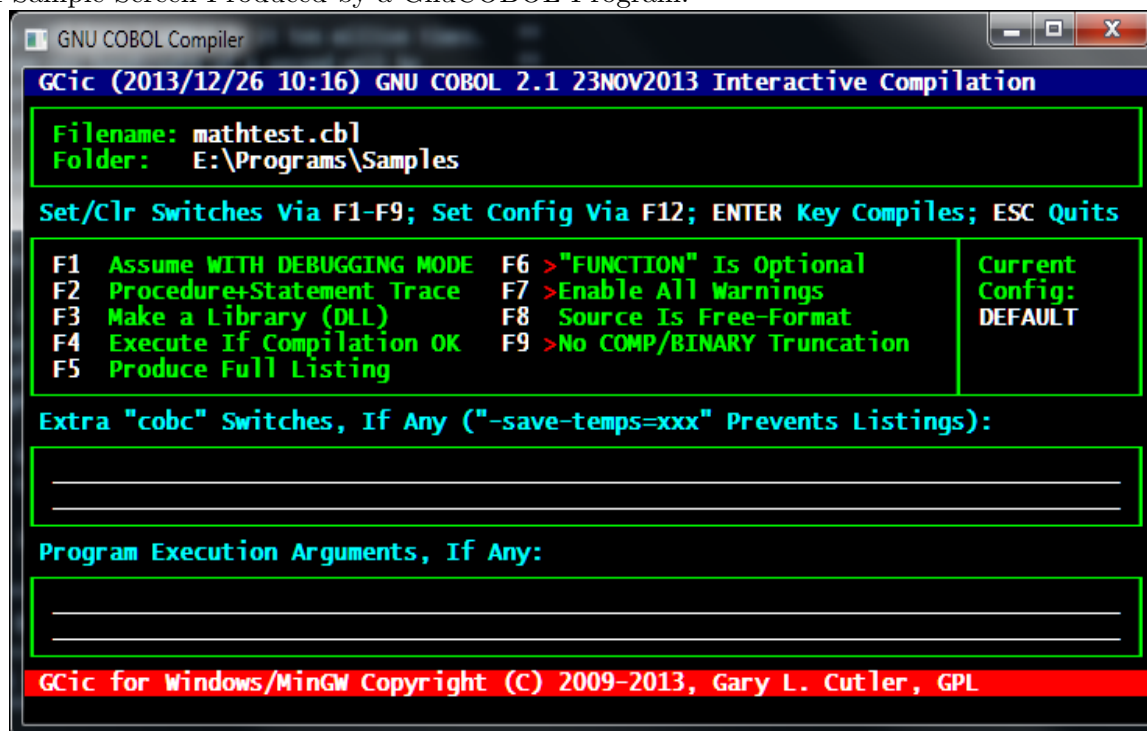 Sample Screen Produced by a GnuCOBOL Program.
GNU COBOL Compiler
GCic (2013/12/26 10:16) GNU COBOL 2.1 23NOV2013 Interactive Compilation
Filename: mathtest.cbl
Folder: E:\Programs\Samples
Set/Clr Switches Via F1-F9; Set Config Via F12; ENTER Key Compiles; ESC Quits
F1 Assume WITH DEBUGGING MODE F6 >"FUNCTION" Is Optional Current
F2 Procedure+Statement Trace F7 >Enable All Warnings Config:
F3 Make a Library (DLL) F8 Source Is Free-Format DEFAULT
F4 Execute If Compilation OK F9 >No COMP/BINARY Truncation
F5 Produce Full Listing
Extra "cobc" Switches, If Any ("-save-temps=xxx" Prevents Listings):
Program Execution Arguments, If Any:
GCic for Windows/MinGW Copyright (C) 2009-2013, Gary L. Cutler, GPL